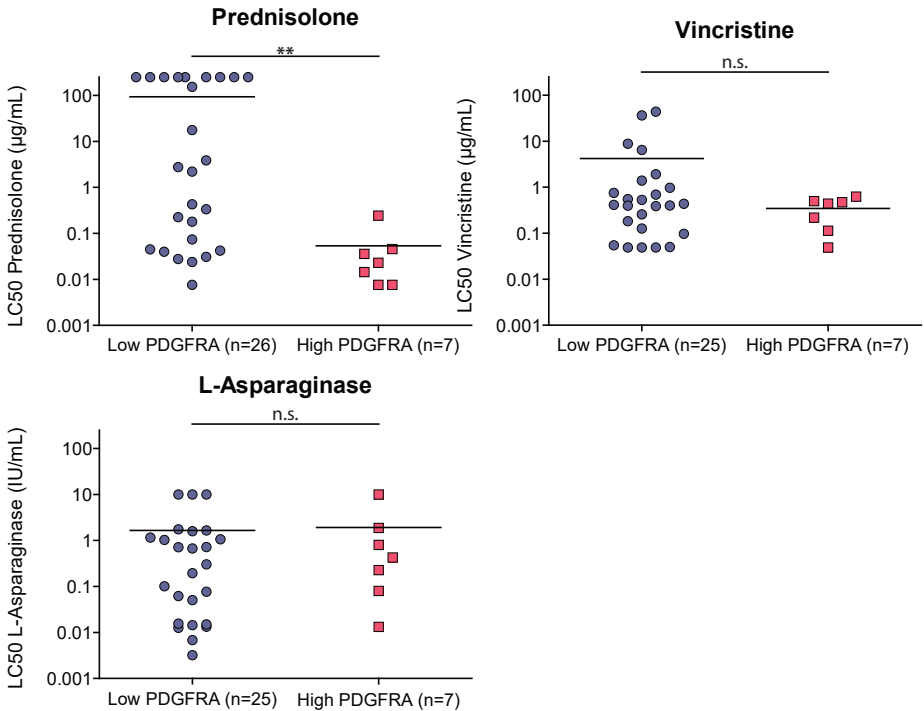 Prednisolone
**
LC50 Prednisolone (µg/mL)
100
10
1
0.1
0.01
0.001
Low PDGFRA (n=26)
High PDGFRA (n=7)
Vincristine
n.s.
LC50 Vincristine (µg/mL)
100
10
1
0.1
0.01
0.001
Low PDGFRA (n=25)
High PDGFRA (n=7)
L-Asparaginase
n.s.
LC50 L-Asparaginase (IU/mL)
100
10
1
0.1
0.01
0.001
Low PDGFRA (n=25)
High PDGFRA (n=7)